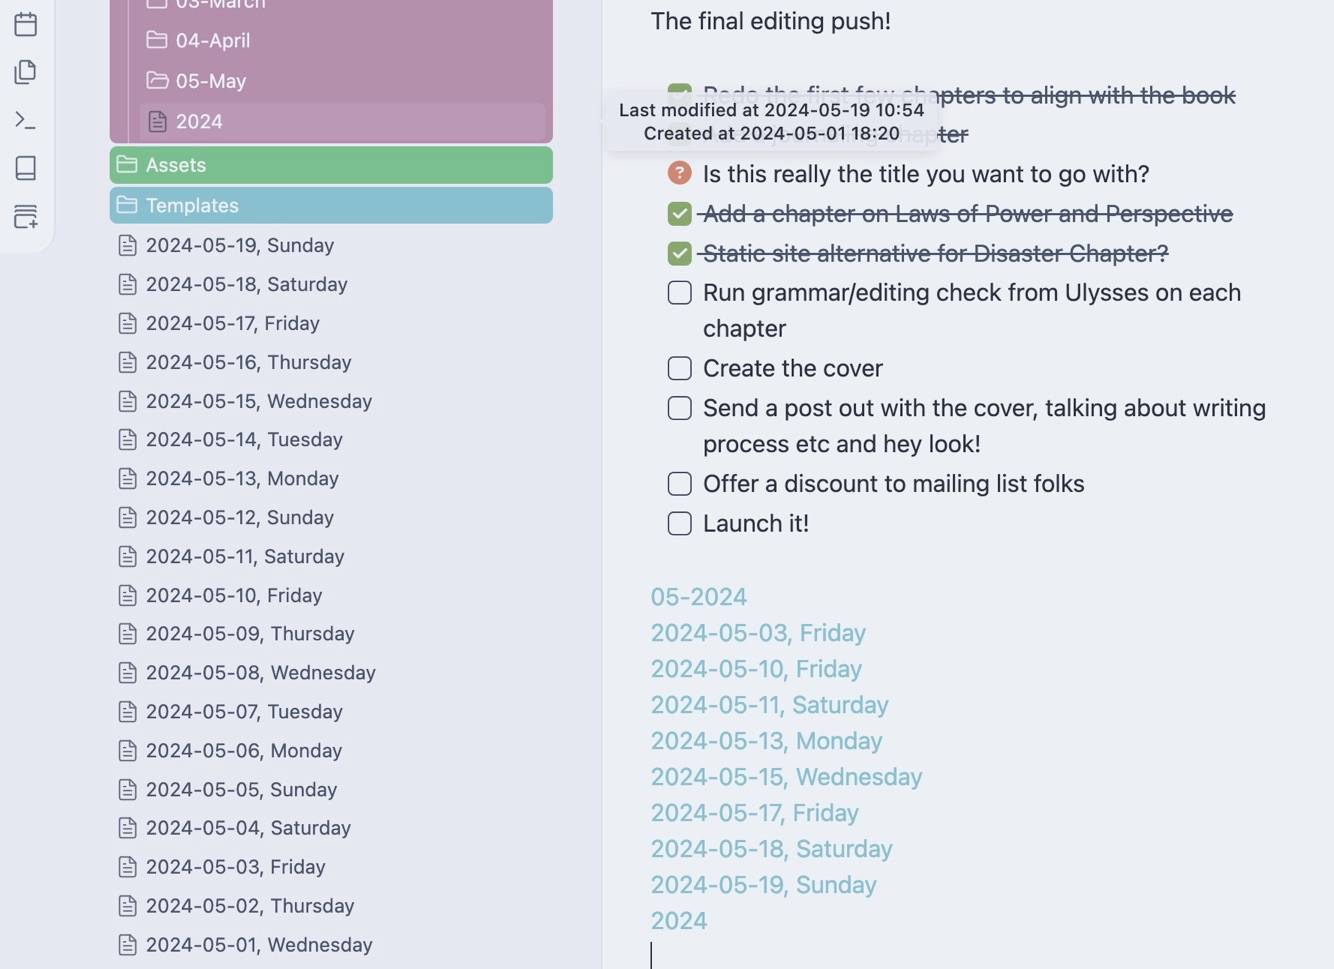 03-March
04-April
05-May
2024
Assets
Templates
2024-05-19, Sunday
2024-05-18, Saturday
2024-05-17, Friday
2024-05-16, Thursday
2024-05-15, Wednesday
2024-05-14, Tuesday
2024-05-13, Monday
2024-05-12, Sunday
2024-05-11, Saturday
2024-05-10, Friday
2024-05-09, Thursday
2024-05-08, Wednesday
2024-05-07, Tuesday
2024-05-06, Monday
2024-05-05, Sunday
2024-05-04, Saturday
2024-05-03, Friday
2024-05-02, Thursday
2024-05-01, Wednesday
The final editing push!
Redo the first few chapters to align with the book
Last modified at 2024-05-19 10:54
Created at 2024-05-01 18:20
chapter
Is this really the title you want to go with?
Add a chapter on Laws of Power and Perspective
Static site alternative for Disaster Chapter?
Run grammar/editing check from Ulysses on each
chapter
Create the cover
Send a post out with the cover, talking about writing
process etc and hey look!
Offer a discount to mailing list folks
Launch it!
05-2024
2024-05-03, Friday
2024-05-10, Friday
2024-05-11, Saturday
2024-05-13, Monday
2024-05-15, Wednesday
2024-05-17, Friday
2024-05-18, Saturday
2024-05-19, Sunday
2024